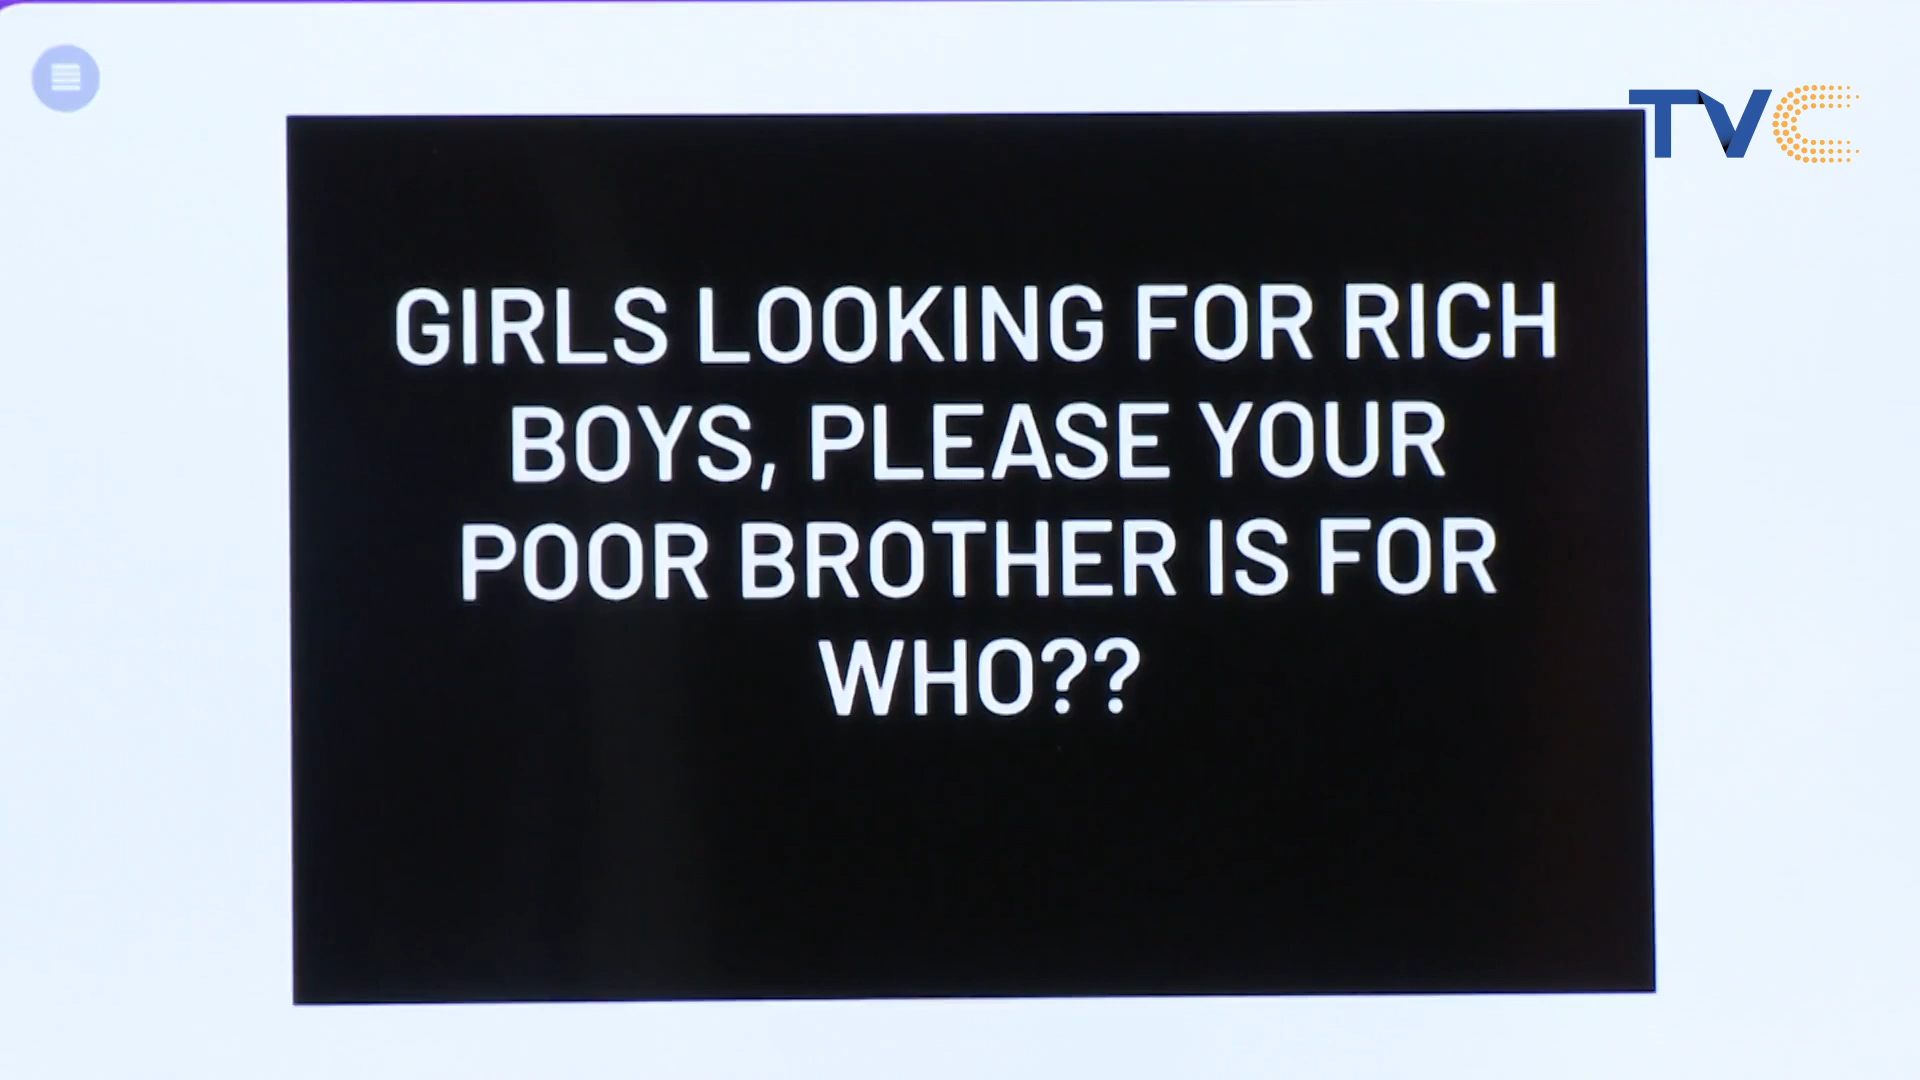 TVC
GIRLS LOOKING FOR RICH
BOYS, PLEASE YOUR
POOR BROTHER IS FOR
WHO??